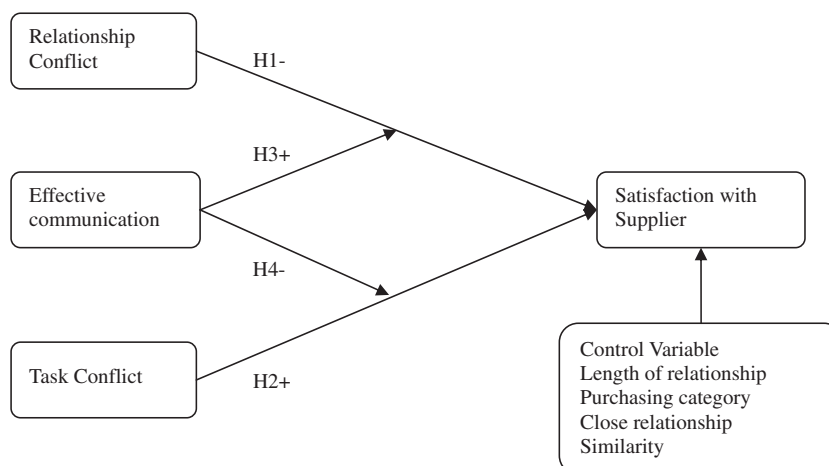 Relationship
Conflict
H1-
H3+
Effective
communication
Satisfaction with
Supplier
H4-
Task Conflict
H2+
Control Variable
Length of relationship
Purchasing category
Close relationship
Similarity